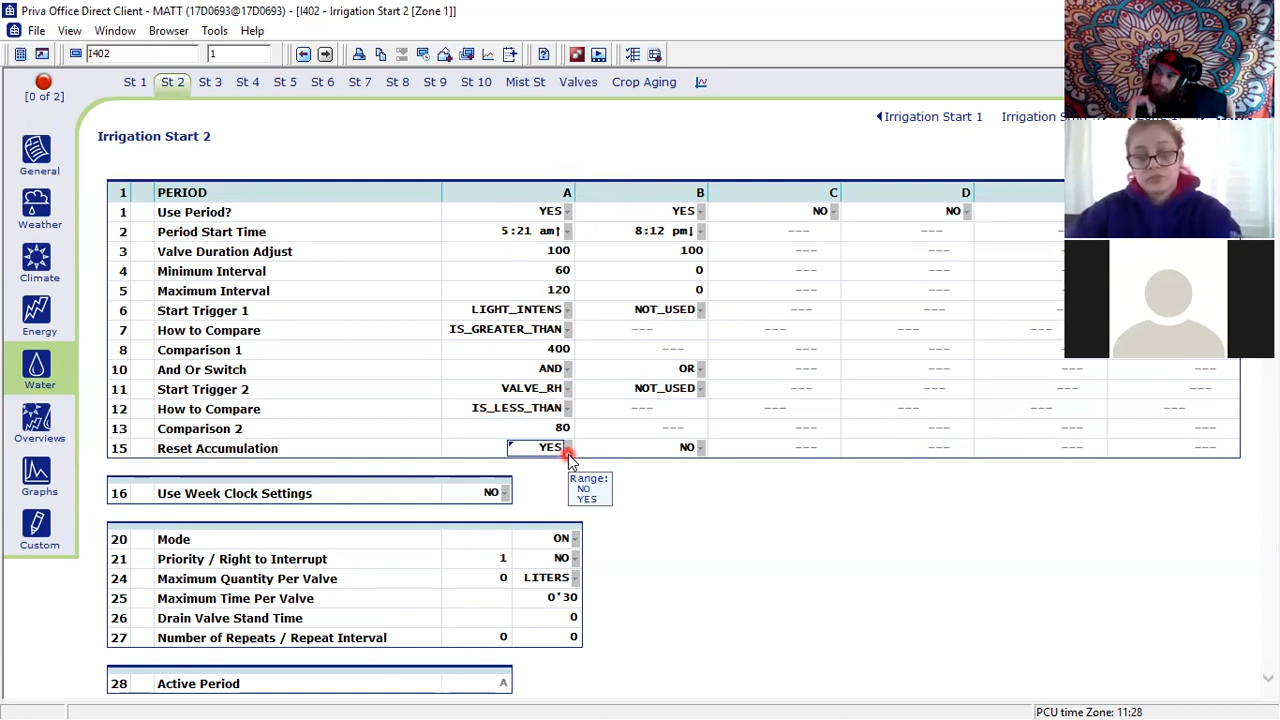 Priva Office Direct Client - MATT (17D0693@17D0693) - [I402 - Irrigation Start 2 [Zone 1]]
File View Window Browser Tools Help
I402 1
[0 of 2] St 1 St 2 St 3 St 4 St 5 St 6 St 7 St 8 St 9 St 10 Mist St Valves Crop Aging
Irrigation Start 1
Irrigation Start 2
General
Weather
Climate
Energy
Water
Overviews
Graphs
Custom
1 PERIOD A B C D
1 Use Period? YES YES NO NO
2 Period Start Time 5:21 am↑ 8:12 pm↓ --- ---
3 Valve Duration Adjust 100 100 --- --- ---
4 Minimum Interval 60 0 --- --- ---
5 Maximum Interval 120 0 --- --- ---
6 Start Trigger 1 LIGHT_INTENS NOT_USED --- --- ---
7 How to Compare IS_GREATER_THAN --- --- --- ---
8 Comparison 1 400 --- --- --- ---
10 And Or Switch AND OR --- --- --- ---
11 Start Trigger 2 VALVE_RH NOT_USED --- --- --- ---
12 How to Compare IS_LESS_THAN --- --- --- --- ---
13 Comparison 2 80 --- --- --- --- ---
15 Reset Accumulation YES NO --- --- --- ---
Range:
NO
YES
16 Use Week Clock Settings NO
20 Mode ON
21 Priority / Right to Interrupt 1 NO
24 Maximum Quantity Per Valve 0 LITERS
25 Maximum Time Per Valve 0'30
26 Drain Valve Stand Time 0
27 Number of Repeats / Repeat Interval 0 0
28 Active Period A
PCU time Zone: 11:28